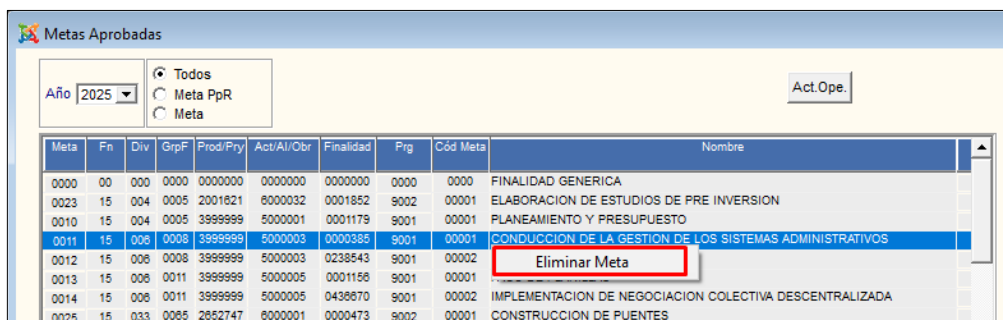 Metas Aprobadas
Año 2025
Todos
Meta PpR
Meta
Act.Ope.
Meta Fn Div GrpF Prod/Pry Act/AI/Obr Finalidad Prg Cód Meta Nombre
0000 00 000 0000 0000000 0000000 0000000 0000 0000 FINALIDAD GENERICA
0023 15 004 0005 2001621 6000032 0001852 9002 00001 ELABORACION DE ESTUDIOS DE PRE INVERSION
0010 15 004 0005 3999999 5000001 0001179 9001 00001 PLANEAMIENTO Y PRESUPUESTO
0011 15 006 0008 3999999 5000003 0000385 9001 00001 CONDUCCION DE LA GESTION DE LOS SISTEMAS ADMINISTRATIVOS
0012 15 006 0008 3999999 5000003 0238543 9001 00002
Eliminar Meta
0013 15 006 0011 3999999 5000005 0001156 9001 00001
0014 15 006 0011 3999999 5000005 0436670 9001 00002 IMPLEMENTACION DE NEGOCIACION COLECTIVA DESCENTRALIZADA
0025 15 033 0065 2652747 6000001 0000473 9002 00001 CONSTRUCCION DE PUENTES